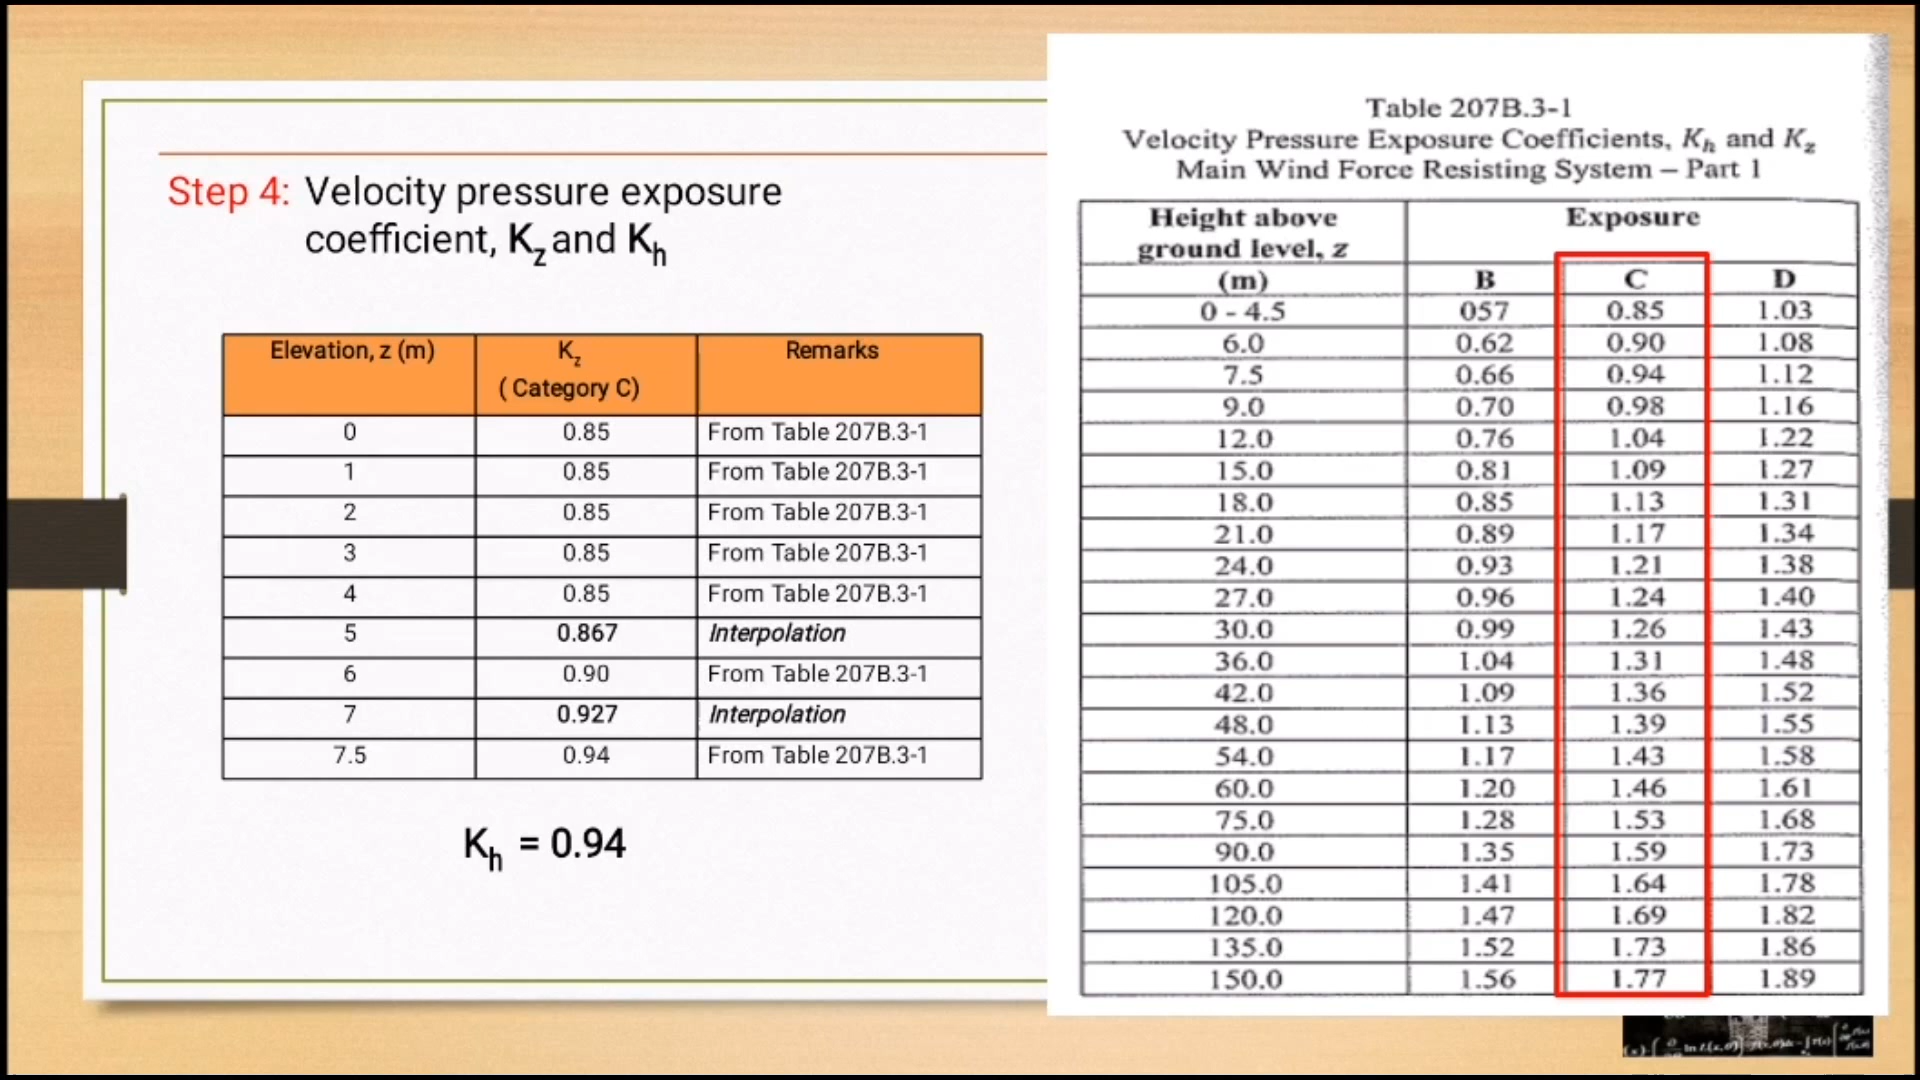 Step 4: Velocity pressure exposure
coefficient, Kz and Kh
Elevation, z (m) Kz ( Category C) Remarks
0 0.85 From Table 207B.3-1
1 0.85 From Table 207B.3-1
2 0.85 From Table 207B.3-1
3 0.85 From Table 207B.3-1
4 0.85 From Table 207B.3-1
5 0.867 Interpolation
6 0.90 From Table 207B.3-1
7 0.927 Interpolation
7.5 0.94 From Table 207B.3-1
Kh = 0.94
Table 207B.3-1
Velocity Pressure Exposure Coefficients, Kh and Kz
Main Wind Force Resisting System – Part 1
Height above Exposure
ground level, z
(m) B C D
0 - 4.5 057 0.85 1.03
6.0 0.62 0.90 1.08
7.5 0.66 0.94 1.12
9.0 0.70 0.98 1.16
12.0 0.76 1.04 1.22
15.0 0.81 1.09 1.27
18.0 0.85 1.13 1.31
21.0 0.89 1.17 1.34
24.0 0.93 1.21 1.38
27.0 0.96 1.24 1.40
30.0 0.99 1.26 1.43
36.0 1.04 1.31 1.48
42.0 1.09 1.36 1.52
48.0 1.13 1.39 1.55
54.0 1.17 1.43 1.58
60.0 1.20 1.46 1.61
75.0 1.28 1.53 1.68
90.0 1.35 1.59 1.73
105.0 1.41 1.64 1.78
120.0 1.47 1.69 1.82
135.0 1.52 1.73 1.86
150.0 1.56 1.77 1.89